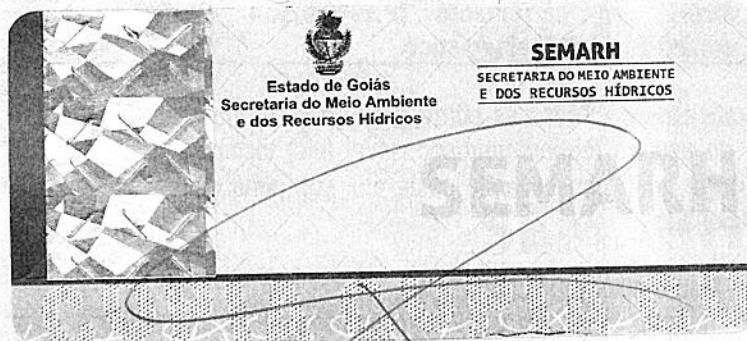 Estado de Goiás
Secretaria do Meio Ambiente
e dos Recursos Hídricos
SEMARH
SECRETARIA DO MEIO AMBIENTE
E DOS RECURSOS HÍDRICOS
SEMARH